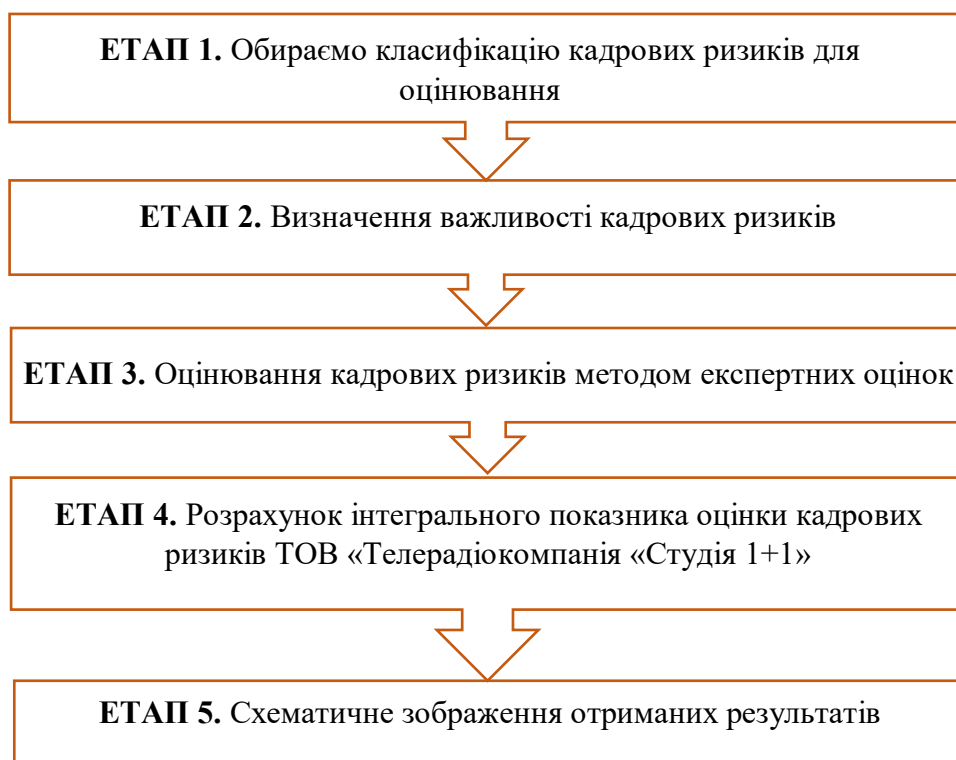 ЕТАП 1. Обираємо класифікацію кадрових ризиків для
оцінювання
ЕТАП 2. Визначення важливості кадрових ризиків
ЕТАП 3. Оцінювання кадрових ризиків методом експертних оцінок
ЕТАП 4. Розрахунок інтегрального показника оцінки кадрових
ризиків ТОВ «Телерадіокомпанія «Студія 1+1»
ЕТАП 5. Схематичне зображення отриманих результатів